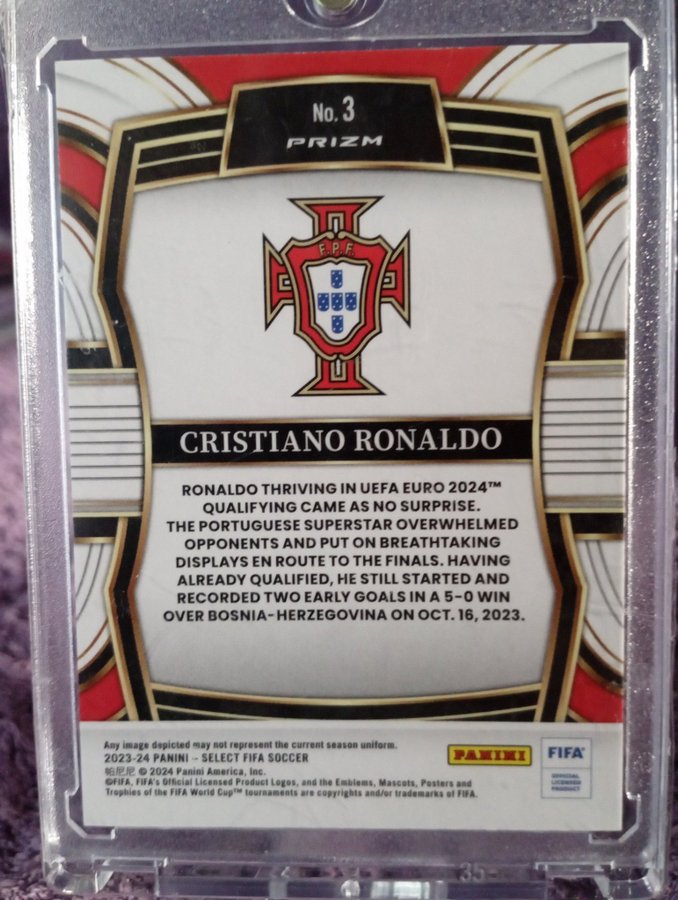 No. 3
PRIZM
F.P.F.
CRISTIANO RONALDO
RONALDO THRIVING IN UEFA EURO 2024™
QUALIFYING CAME AS NO SURPRISE.
THE PORTUGUESE SUPERSTAR OVERWHELMED
OPPONENTS AND PUT ON BREATHTAKING
DISPLAYS EN ROUTE TO THE FINALS. HAVING
ALREADY QUALIFIED, HE STILL STARTED AND
RECORDED TWO EARLY GOALS IN A 5-0 WIN
OVER BOSNIA-HERZEGOVINA ON OCT. 16, 2023.
Any image depicted may not represent the current season uniform.
2023-24 PANINI - SELECT FIFA SOCCER
帕尼尼 © 2024 Panini America, Inc.
©FIFA, FIFA's Official Licensed Product Logos, and the Emblems, Mascots, Posters and
Trophies of the FIFA World Cup™ tournaments are copyrights and/or trademarks of FIFA.
PANINI
FIFA®
OFFICIAL
LICENSED
PRODUCT
35